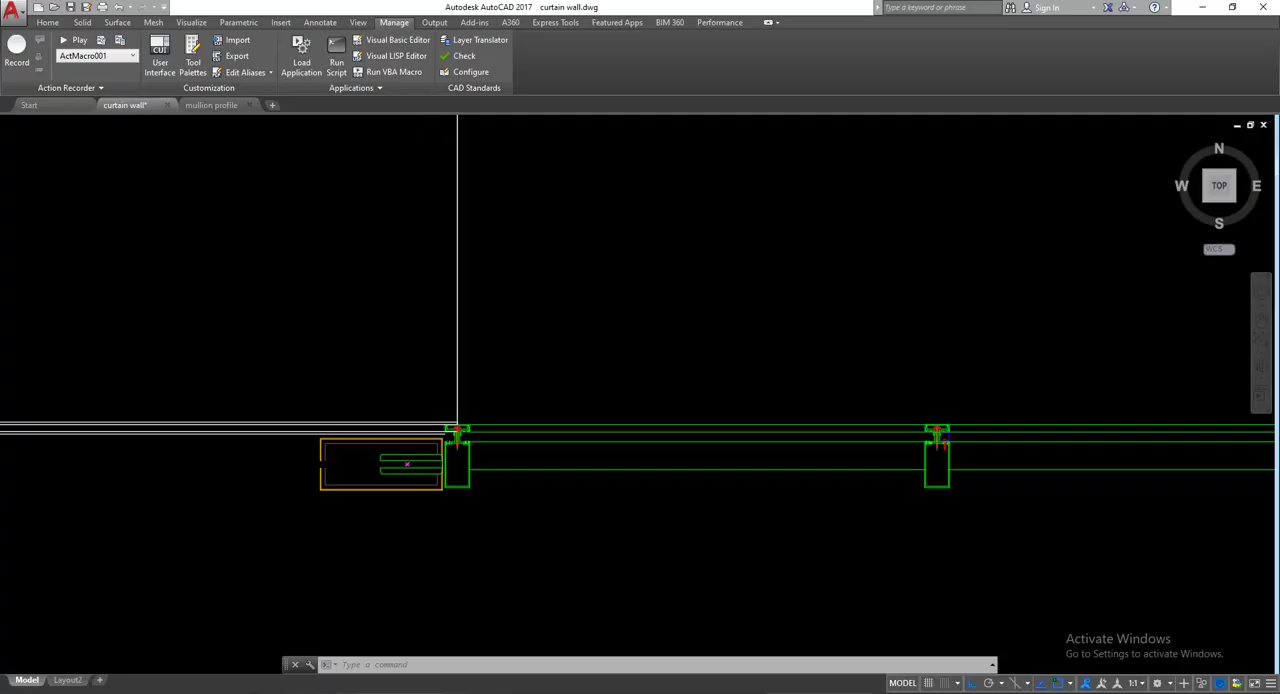 Autodesk AutoCAD 2017 curtain wall.dwg
Type a keyword or phrase
Sign In
Home Solid Surface Mesh Visualize Parametric Insert Annotate View Manage Output Add-ins A360 Express Tools Featured Apps BIM 360 Performance
Record
Play
ActMacro001
Action Recorder
CUI
User
Interface
Tool
Palettes
Import
Export
Edit Aliases
Customization
Load
Application
Run
Script
Visual Basic Editor
Visual LISP Editor
Run VBA Macro
Applications
Layer Translator
Check
Configure
CAD Standards
Start curtain wall* mullion profile
N
W TOP E
S
WCS
Activate Windows
Go to Settings to activate Windows.
Type a command
Model Layout2
MODEL 1:1